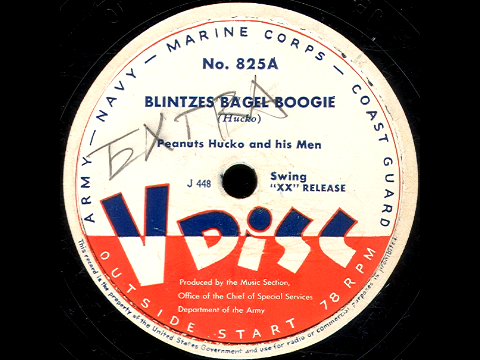 ARMY — NAVY — MARINE CORPS — COAST GUARD
No. 825A
BLINTZES BAGEL BOOGIE
(Hucko)
EXTRA
Peanuts Hucko and his Men
J 448
Swing
"XX" RELEASE
V DiSC
Produced by the Music Section,
Office of the Chief of Special Services
Department of the Army
OUTSIDE START 78 RPM
This record is the property of the United States Government and use for radio or commercial purposes is prohibited